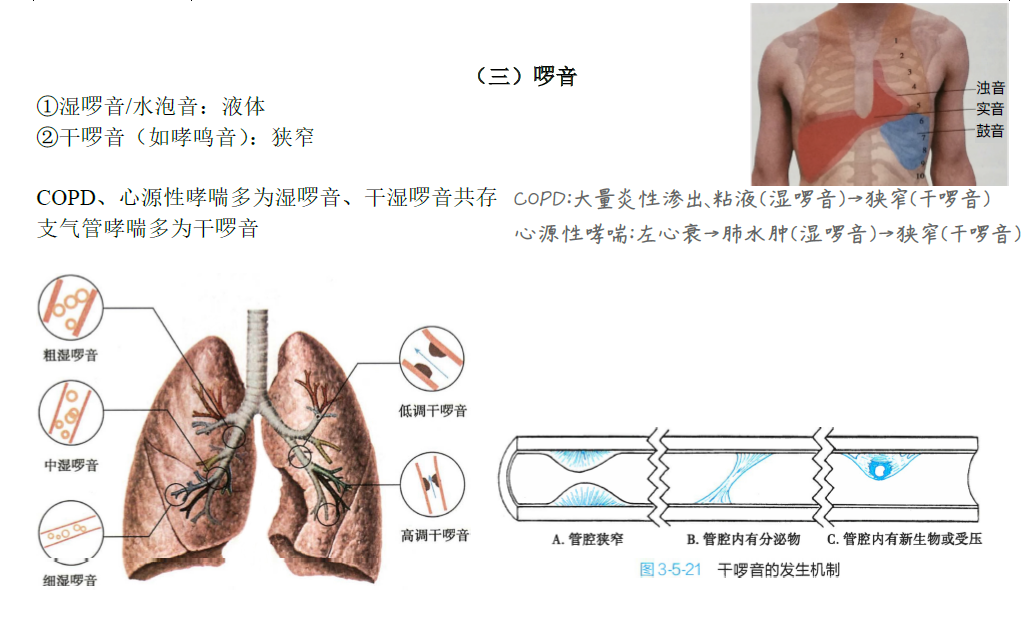 （三）啰音
①湿啰音/水泡音：液体
②干啰音（如哮鸣音）：狭窄
1
2
3
4
5
6
7
8
9
10
浊音
实音
鼓音
COPD、心源性哮喘多为湿啰音、干湿啰音共存
支气管哮喘多为干啰音
COPD:大量炎性渗出、粘液(湿啰音)→狭窄(干啰音)
心源性哮喘:左心衰→肺水肿(湿啰音)→狭窄(干啰音)
粗湿啰音
中湿啰音
细湿啰音
低调干啰音
高调干啰音
A. 管腔狭窄
B. 管腔内有分泌物
C. 管腔内有新生物或受压
图 3-5-21 干啰音的发生机制